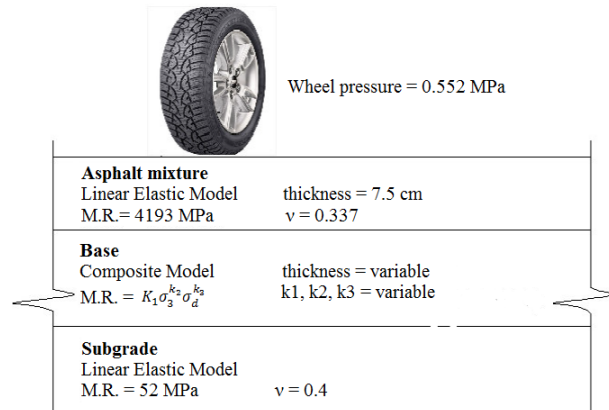 Wheel pressure = 0.552 MPa
Asphalt mixture
Linear Elastic Model thickness = 7.5 cm
M.R.= 4193 MPa ν = 0.337
Base
Composite Model thickness = variable
M.R. = K₁σ₃^k₂σ_d^k₃ k1, k2, k3 = variable
Subgrade
Linear Elastic Model
M.R. = 52 MPa ν = 0.4